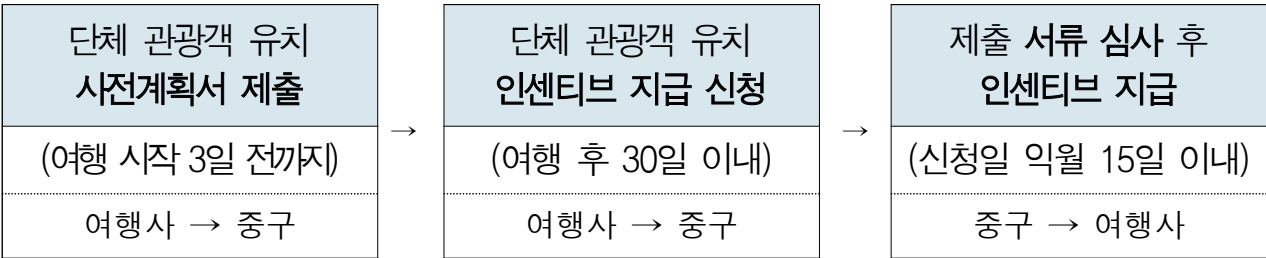 단체 관광객 유치
사전계획서 제출
(여행 시작 3일 전까지)
여행사 → 중구
→
단체 관광객 유치
인센티브 지급 신청
(여행 후 30일 이내)
여행사 → 중구
→
제출 서류 심사 후
인센티브 지급
(신청일 익월 15일 이내)
중구 → 여행사